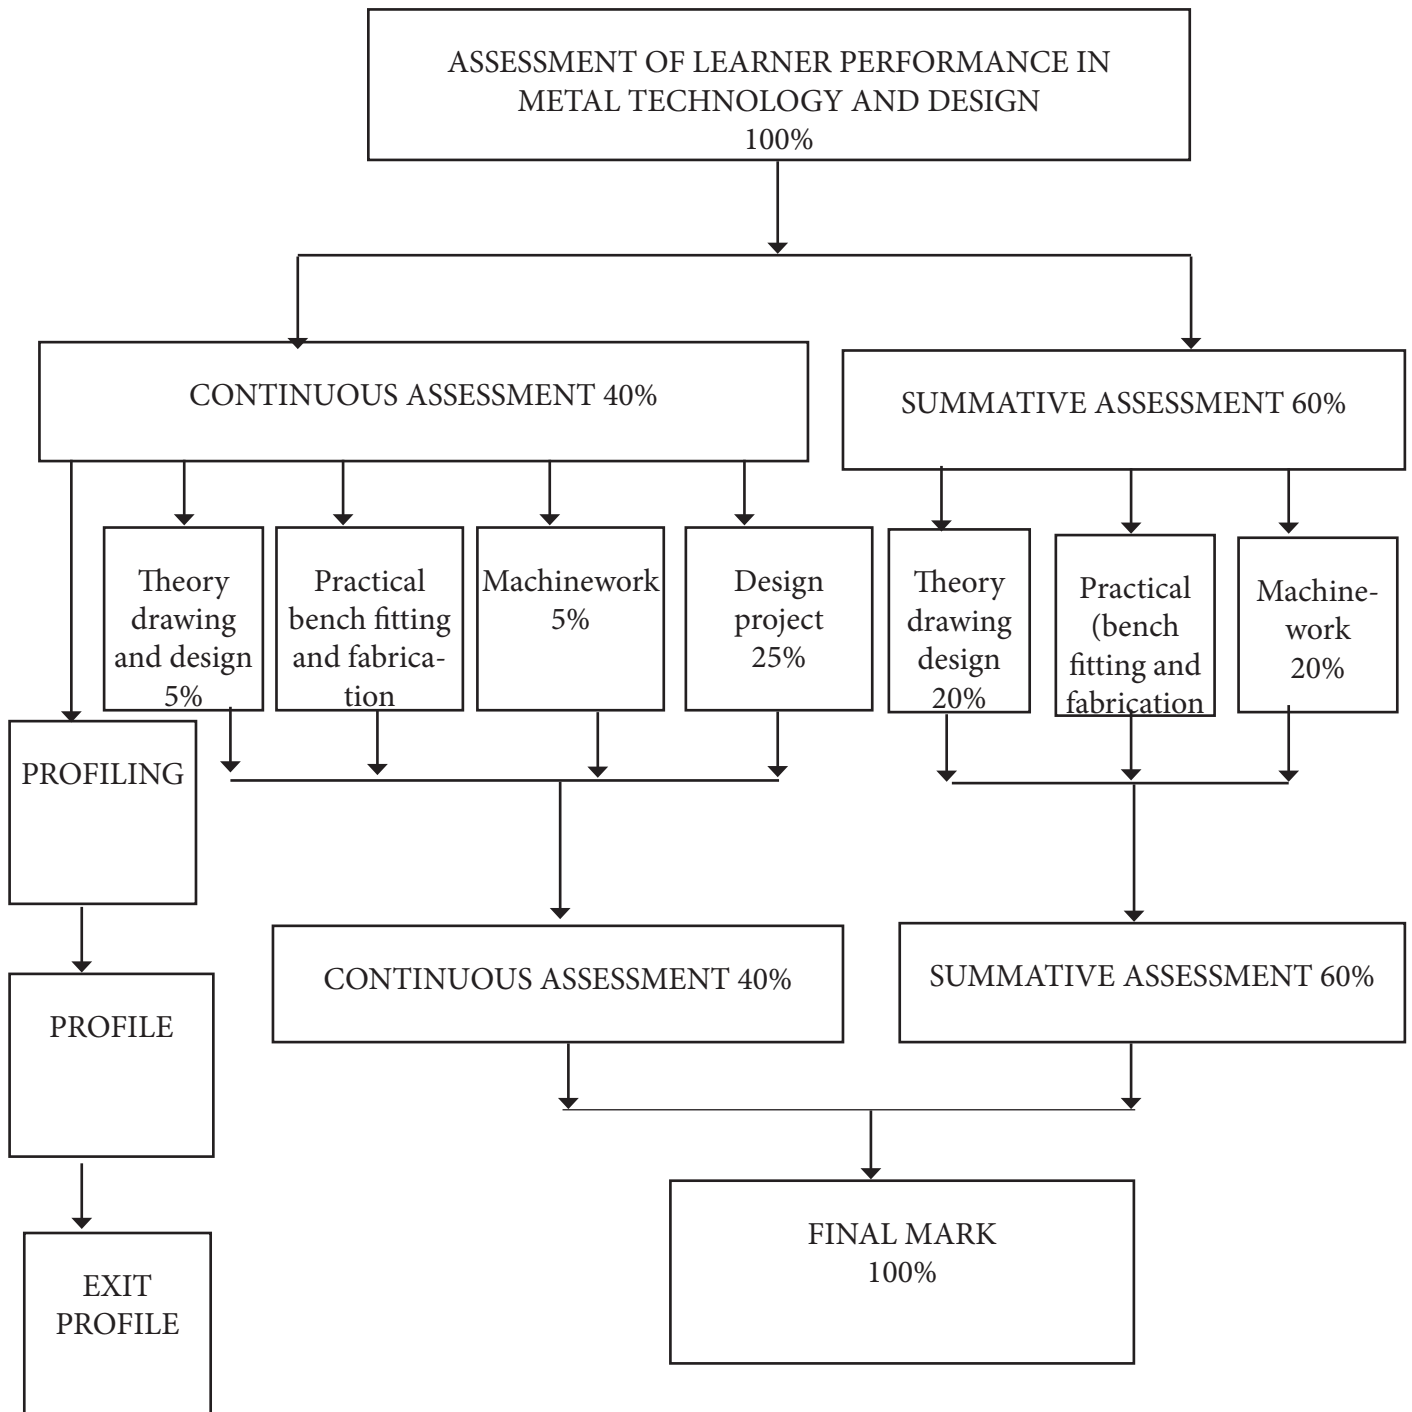 ASSESSMENT OF LEARNER PERFORMANCE IN
METAL TECHNOLOGY AND DESIGN
100%
CONTINUOUS ASSESSMENT 40%
SUMMATIVE ASSESSMENT 60%
Theory
drawing
and design
5%
Practical
bench fitting
and fabrica-
tion
Machinework
5%
Design
project
25%
Theory
drawing
design
20%
Practical
(bench
fitting and
fabrication
Machine-
work
20%
PROFILING
CONTINUOUS ASSESSMENT 40%
SUMMATIVE ASSESSMENT 60%
PROFILE
FINAL MARK
100%
EXIT
PROFILE